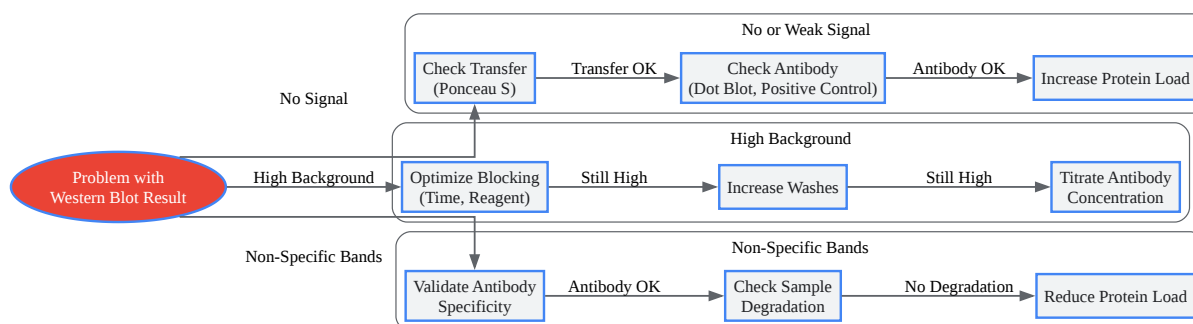 No or Weak Signal
Check Transfer
(Ponceau S)
Transfer OK
Check Antibody
(Dot Blot, Positive Control)
Antibody OK
Increase Protein Load
No Signal
High Background
Problem with
Western Blot Result
High Background
Optimize Blocking
(Time, Reagent)
Still High
Increase Washes
Still High
Titrate Antibody
Concentration
Non-Specific Bands
Non-Specific Bands
Validate Antibody
Specificity
Antibody OK
Check Sample
Degradation
No Degradation
Reduce Protein Load